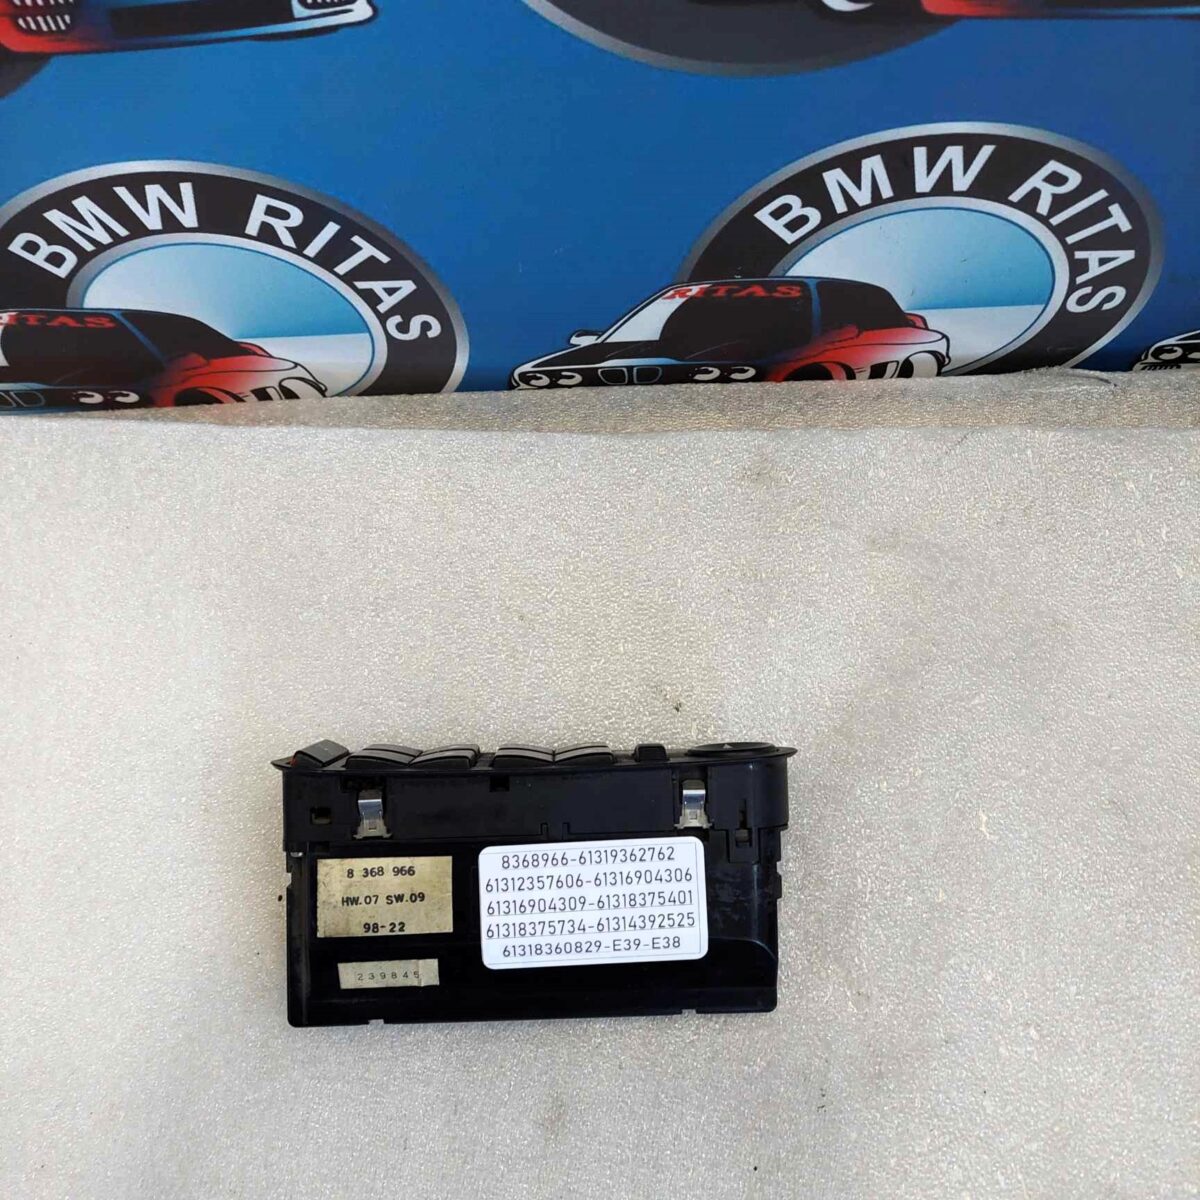 BMW RITAS
RITAS
BMW RITAS
RITAS
8 368 966
HW.07 SW.09
98-22
239845
8368966-61319362762
61312357606-61316904306
61316904309-61318375401
61318375734-61314392525
61318360829-E39-E38